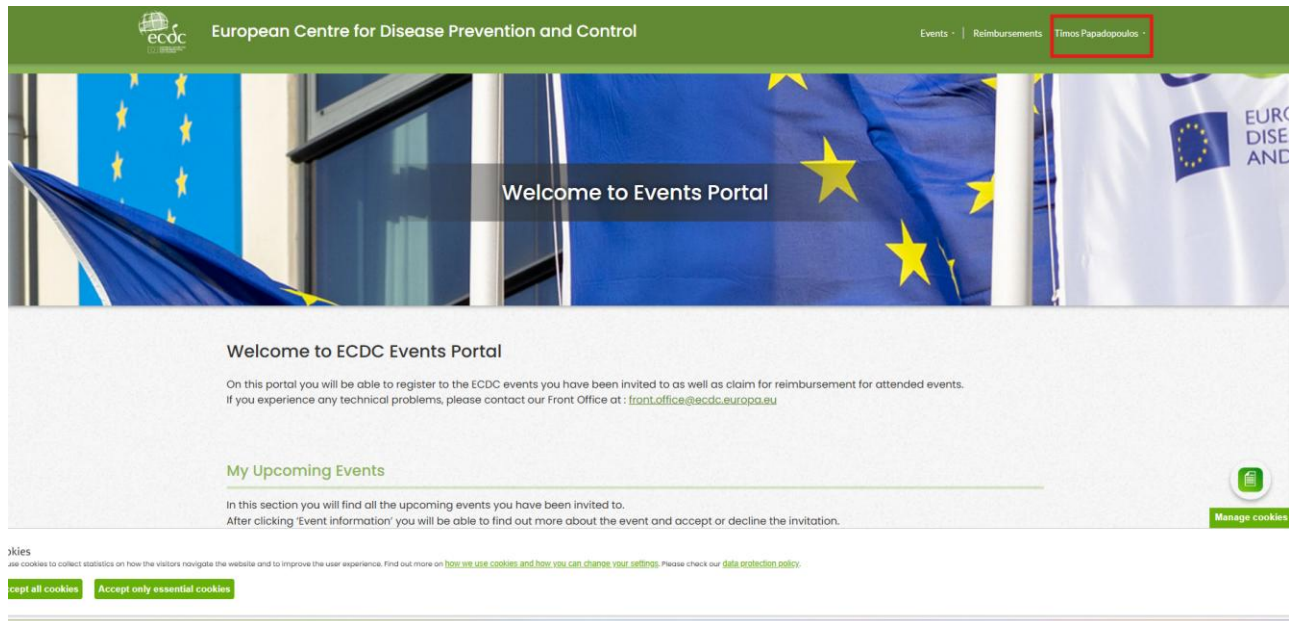 ecdc
European Centre for Disease Prevention and Control
Events
Reimbursements
Timos Papadopoulos
EURO
DISE
AND
Welcome to Events Portal
Welcome to ECDC Events Portal
On this portal you will be able to register to the ECDC events you have been invited to as well as claim for reimbursement for attended events.
If you experience any technical problems, please contact our Front Office at : front.office@ecdc.europa.eu
My Upcoming Events
In this section you will find all the upcoming events you have been invited to.
After clicking 'Event information' you will be able to find out more about the event and accept or decline the invitation.
Manage cookies
okies
use cookies to collect statistics on how the visitors navigate the website and to improve the user experience. Find out more on how we use cookies and how you can change your settings. Please check our data protection policy.
ccept all cookies
Accept only essential cookies